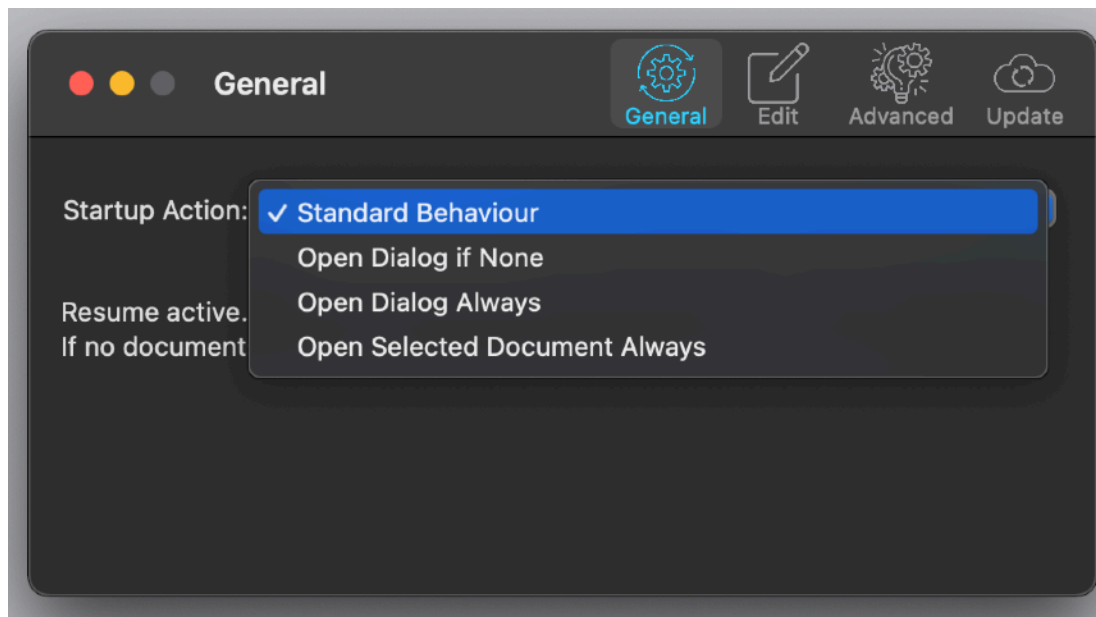 General
General
Edit
Advanced
Update
Startup Action:
✓ Standard Behaviour
Open Dialog if None
Open Dialog Always
Open Selected Document Always
Resume active.
If no document